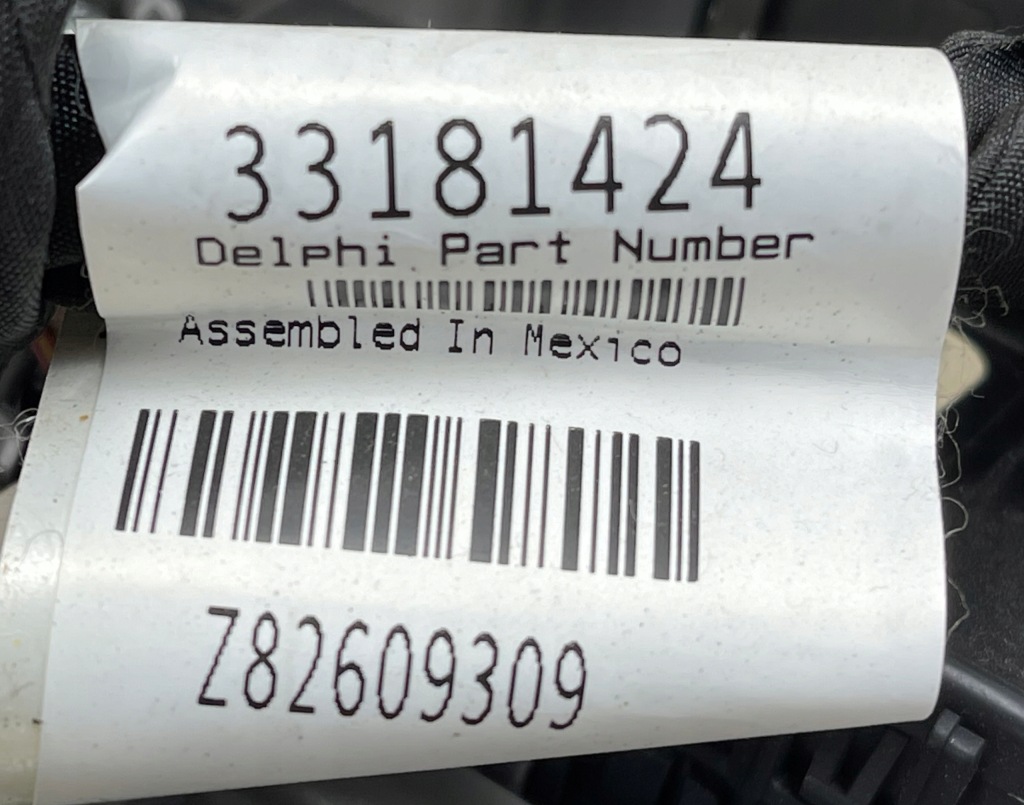 33181424
Delphi Part Number
Assembled In Mexico
Z82609309